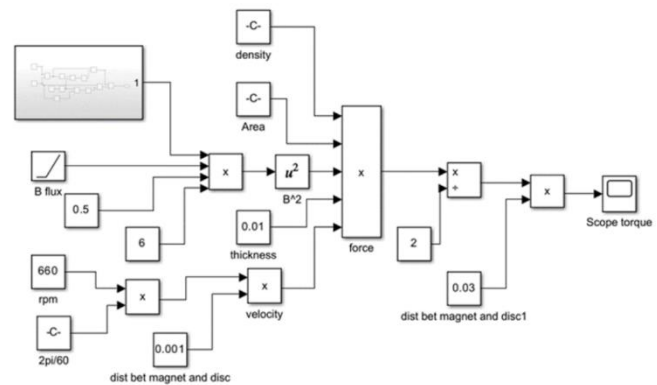 -C-
density
1
-C-
Area
B flux
x
u²
B^2
x
force
x
÷
x
Scope torque
0.5
6
0.01
thickness
2
0.03
dist bet magnet and disc1
660
rpm
x
x
velocity
-C-
2pi/60
0.001
dist bet magnet and disc